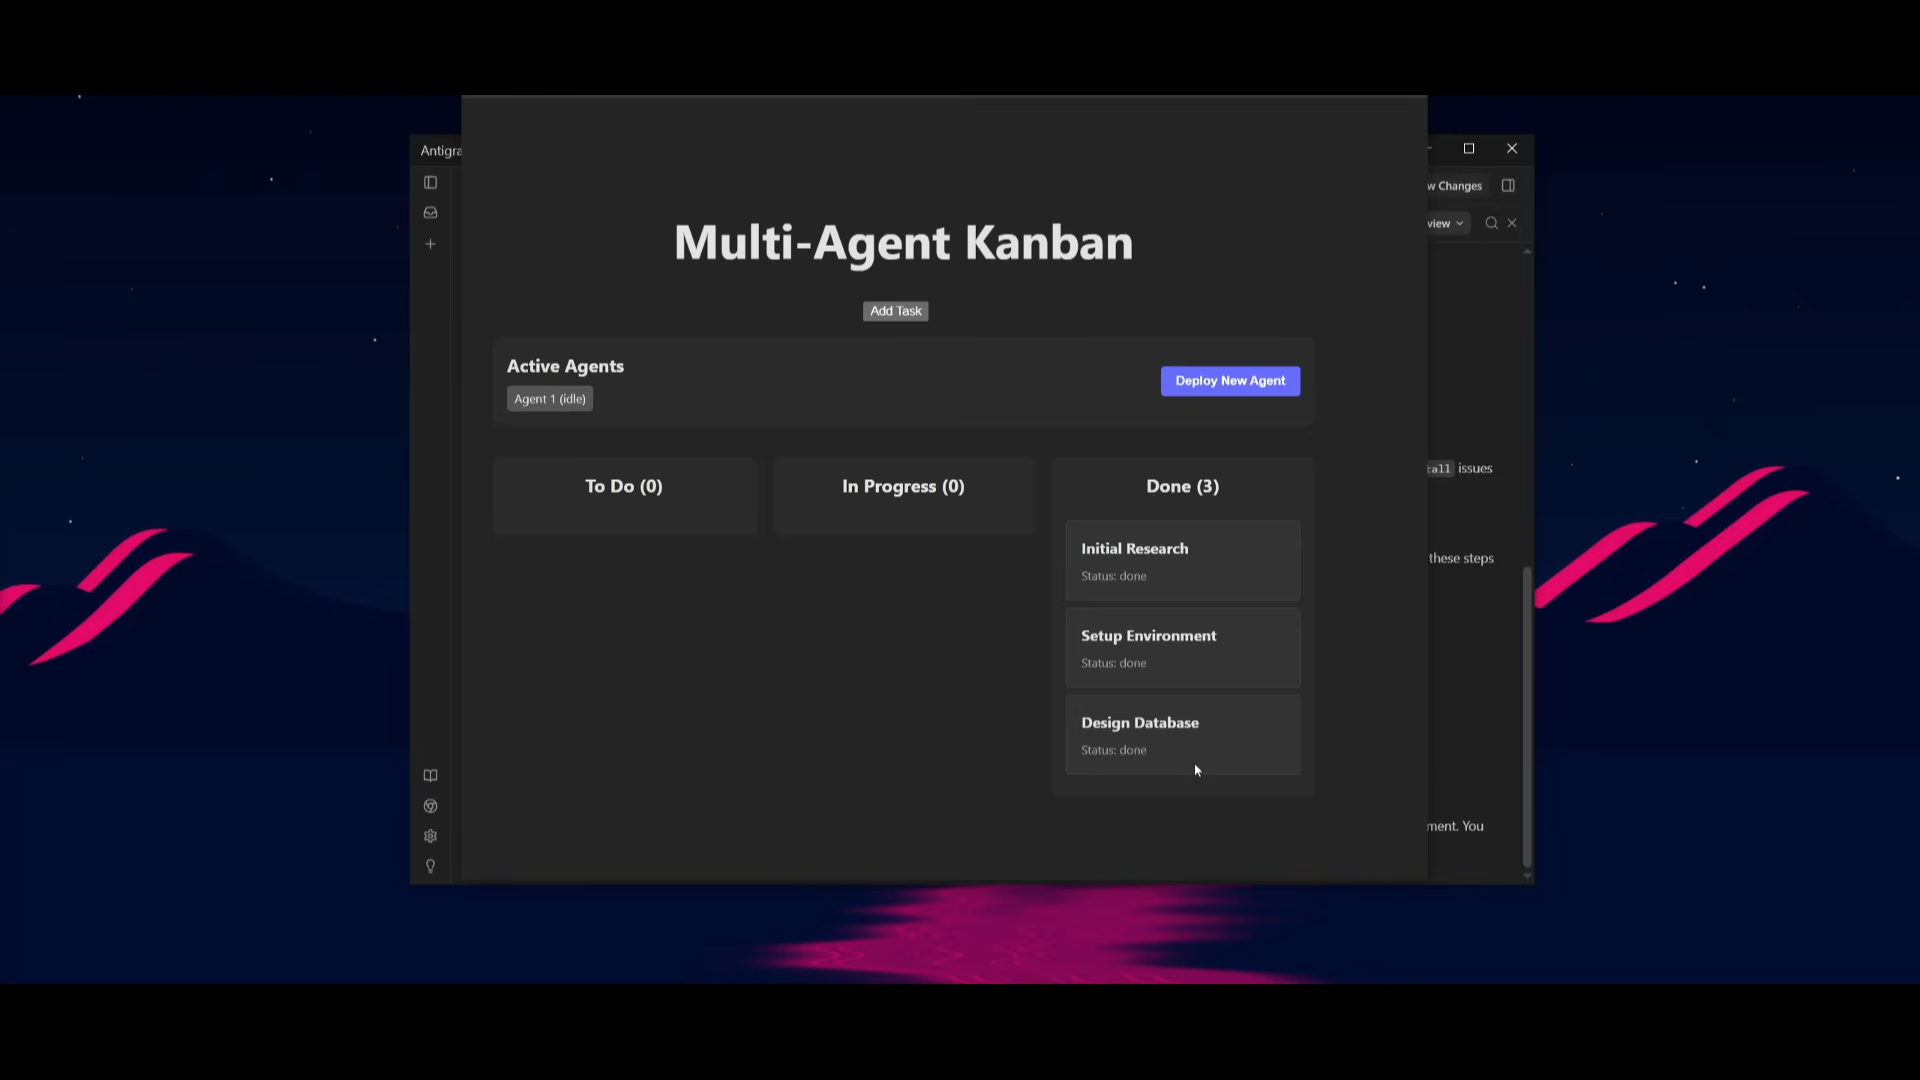 Antigra
w Changes
view
Multi-Agent Kanban
Add Task
Active Agents
Agent 1 (idle)
Deploy New Agent
To Do (0)
In Progress (0)
Done (3)
Initial Research
Status: done
Setup Environment
Status: done
Design Database
Status: done
tall issues
these steps
ment. You